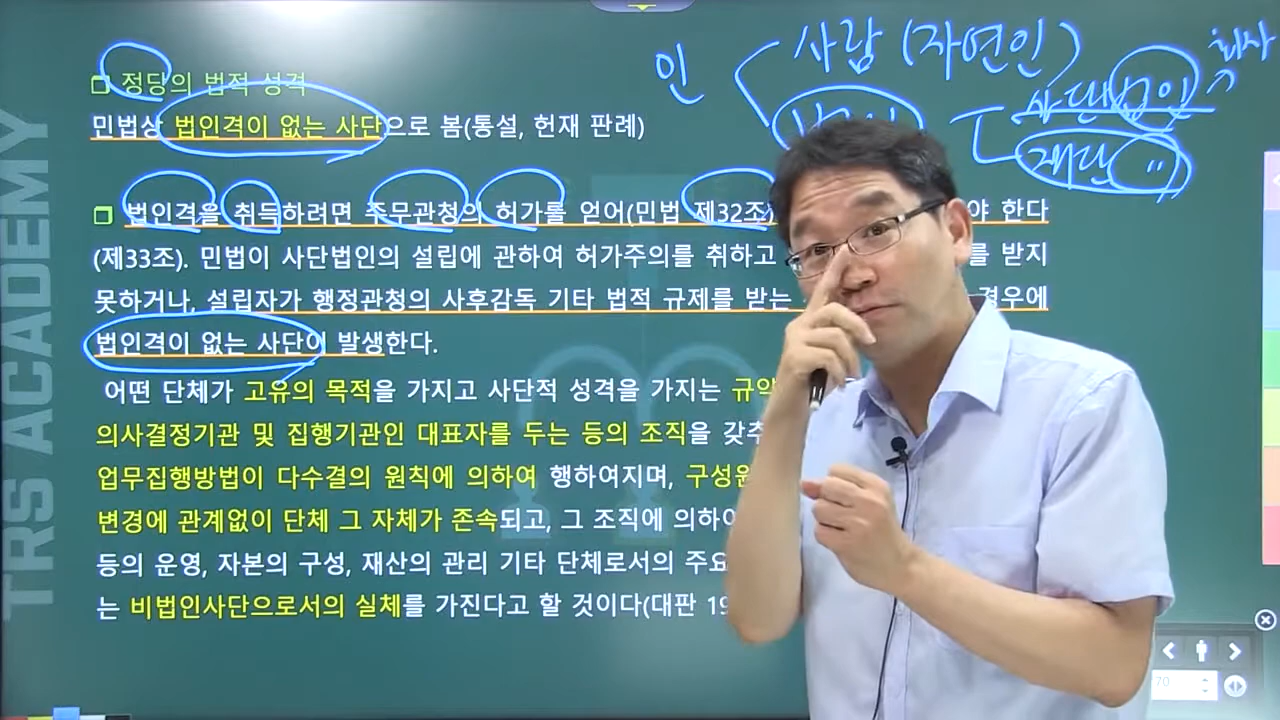 인 사람 (자연인)
사단법인 회사
재단( 〃 )
정당의 법적 성격
민법상 법인격이 없는 사단으로 봄(통설, 헌재 판례)
법인격을 취득하려면 주무관청의 허가를 얻어(민법 제32조) 야 한다
(제33조). 민법이 사단법인의 설립에 관하여 허가주의를 취하고 를 받지
못하거나, 설립자가 행정관청의 사후감독 기타 법적 규제를 받는 경우에
법인격이 없는 사단이 발생한다.
어떤 단체가 고유의 목적을 가지고 사단적 성격을 가지는 규약
의사결정기관 및 집행기관인 대표자를 두는 등의 조직을 갖추
업무집행방법이 다수결의 원칙에 의하여 행하여지며, 구성원
변경에 관계없이 단체 그 자체가 존속되고, 그 조직에 의하여
등의 운영, 자본의 구성, 재산의 관리 기타 단체로서의 주요
는 비법인사단으로서의 실체를 가진다고 할 것이다(대판 19
TRS ACADEMY
70